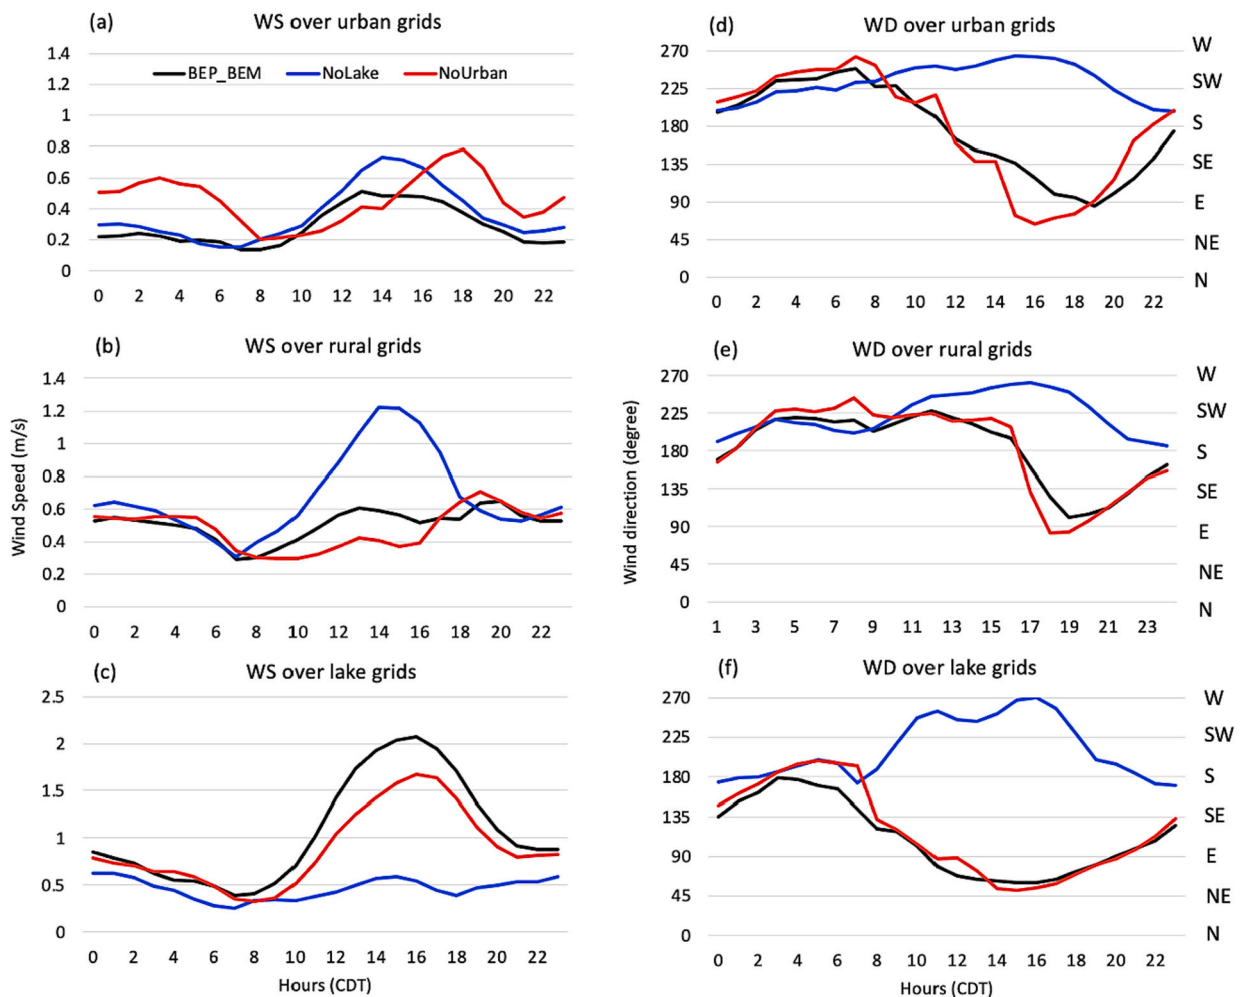 (a) WS over urban grids
1.4
1.2
1
0.8
0.6
0.4
0.2
0
BEP_BEM NoLake NoUrban
0 2 4 6 8 10 12 14 16 18 20 22
(b) WS over rural grids
Wind Speed (m/s)
1.4
1.2
1
0.8
0.6
0.4
0.2
0
0 2 4 6 8 10 12 14 16 18 20 22
(c) WS over lake grids
2.5
2
1.5
1
0.5
0
0 2 4 6 8 10 12 14 16 18 20 22
Hours (CDT)
(d) WD over urban grids
270 W
225 SW
180 S
135 SE
90 E
45 NE
0 N
0 2 4 6 8 10 12 14 16 18 20 22
(e) WD over rural grids
Wind direction (degree)
270 W
225 SW
180 S
135 SE
90 E
45 NE
0 N
1 3 5 7 9 11 13 15 17 19 21 23
(f) WD over lake grids
270 W
225 SW
180 S
135 SE
90 E
45 NE
0 N
0 2 4 6 8 10 12 14 16 18 20 22
Hours (CDT)